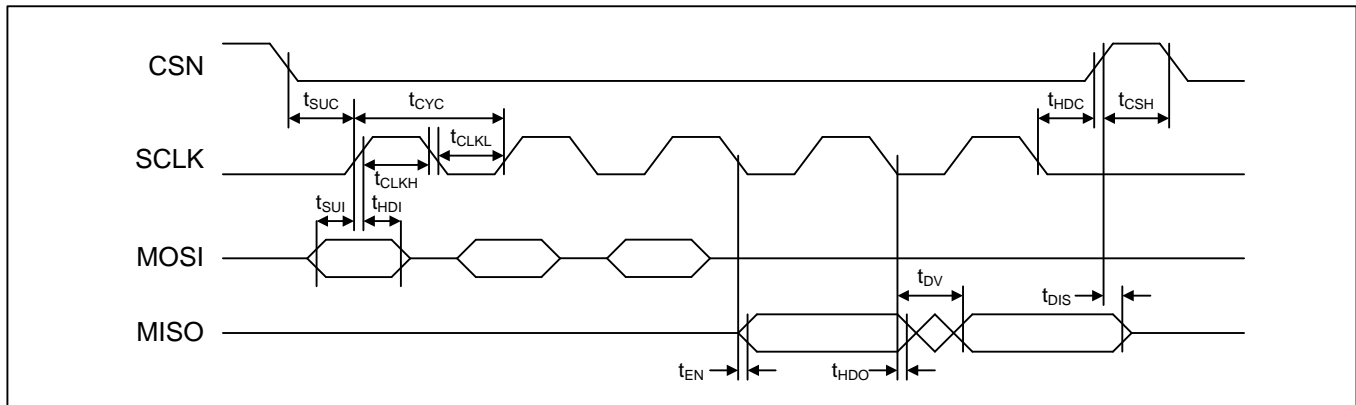 CSN
tSUC
tCYC
tHDC
tCSH
SCLK
tCLKL
tCLKH
tSUI
tHDI
MOSI
tDV
tDIS
MISO
tEN
tHDO